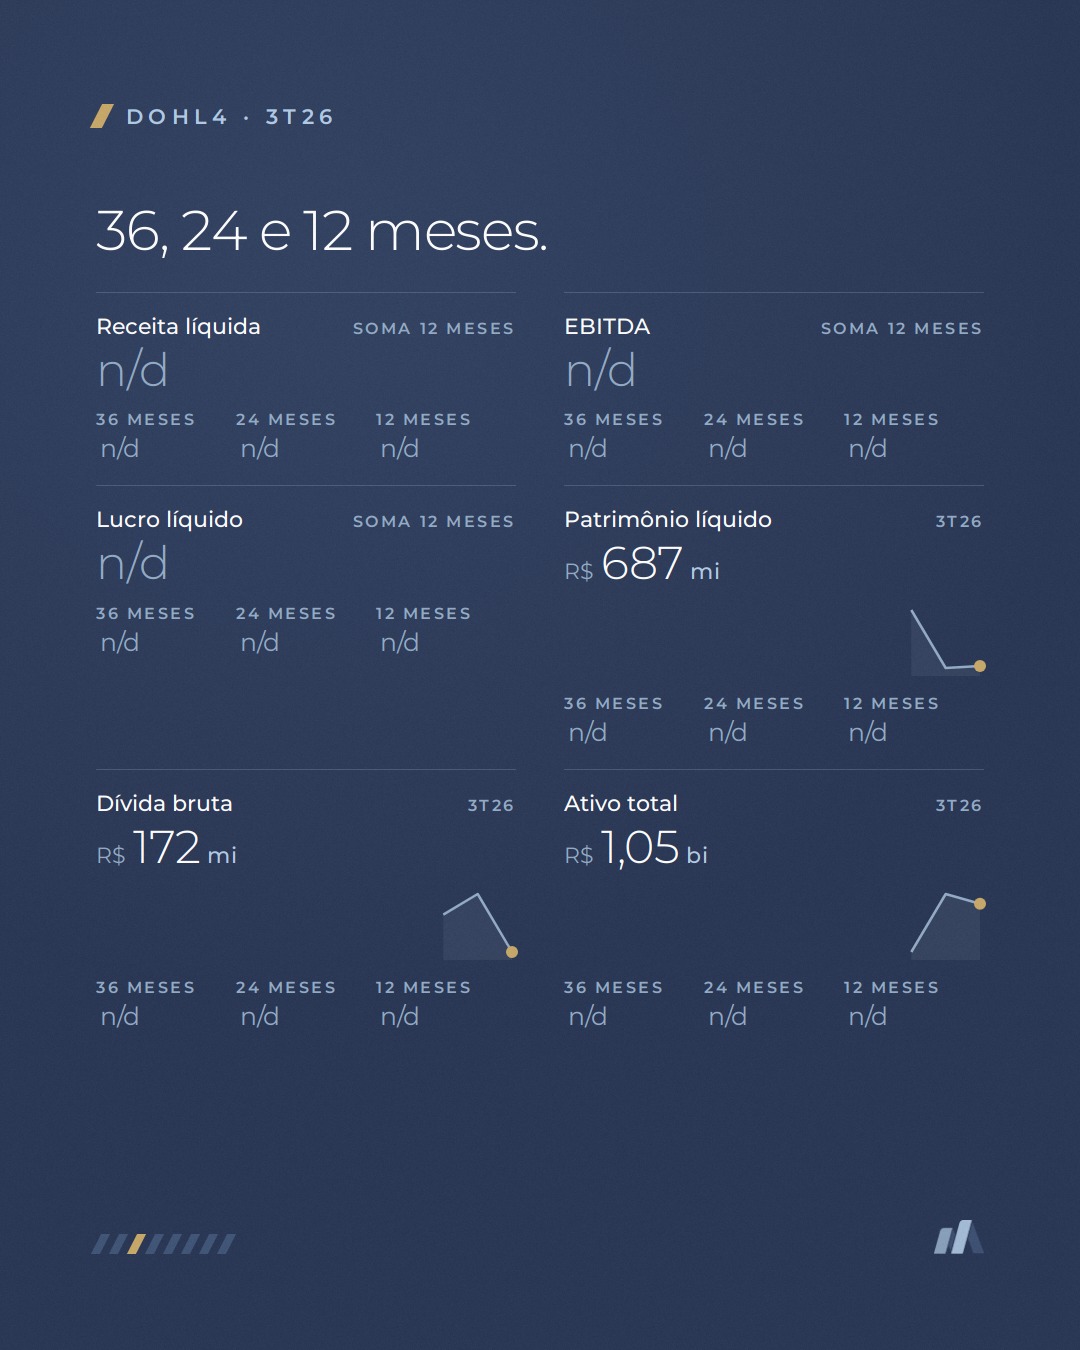 DOHL4 · 3T26
36, 24 e 12 meses.
Receita líquida SOMA 12 MESES
n/d
36 MESES 24 MESES 12 MESES
n/d n/d n/d
EBITDA SOMA 12 MESES
n/d
36 MESES 24 MESES 12 MESES
n/d n/d n/d
Lucro líquido SOMA 12 MESES
n/d
36 MESES 24 MESES 12 MESES
n/d n/d n/d
Patrimônio líquido 3T26
R$ 687 mi
36 MESES 24 MESES 12 MESES
n/d n/d n/d
Dívida bruta 3T26
R$ 172 mi
36 MESES 24 MESES 12 MESES
n/d n/d n/d
Ativo total 3T26
R$ 1,05 bi
36 MESES 24 MESES 12 MESES
n/d n/d n/d